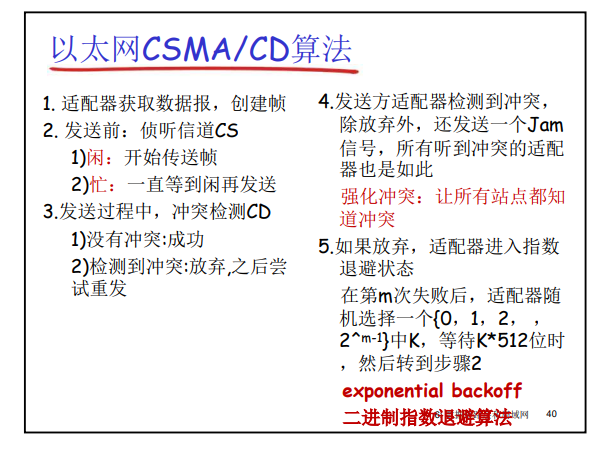 以太网CSMA/CD算法
1. 适配器获取数据报，创建帧
2. 发送前：侦听信道CS
1)闲：开始传送帧
2)忙：一直等到闲再发送
3.发送过程中，冲突检测CD
1)没有冲突:成功
2)检测到冲突:放弃,之后尝
试重发
4.发送方适配器检测到冲突，
除放弃外，还发送一个Jam
信号，所有听到冲突的适配
器也是如此
强化冲突：让所有站点都知
道冲突
5.如果放弃，适配器进入指数
退避状态
在第m次失败后，适配器随
机选择一个{0，1，2， ，
2^m-1}中K，等待K*512位时
，然后转到步骤2
exponential backoff
二进制指数退避算法
域网
40